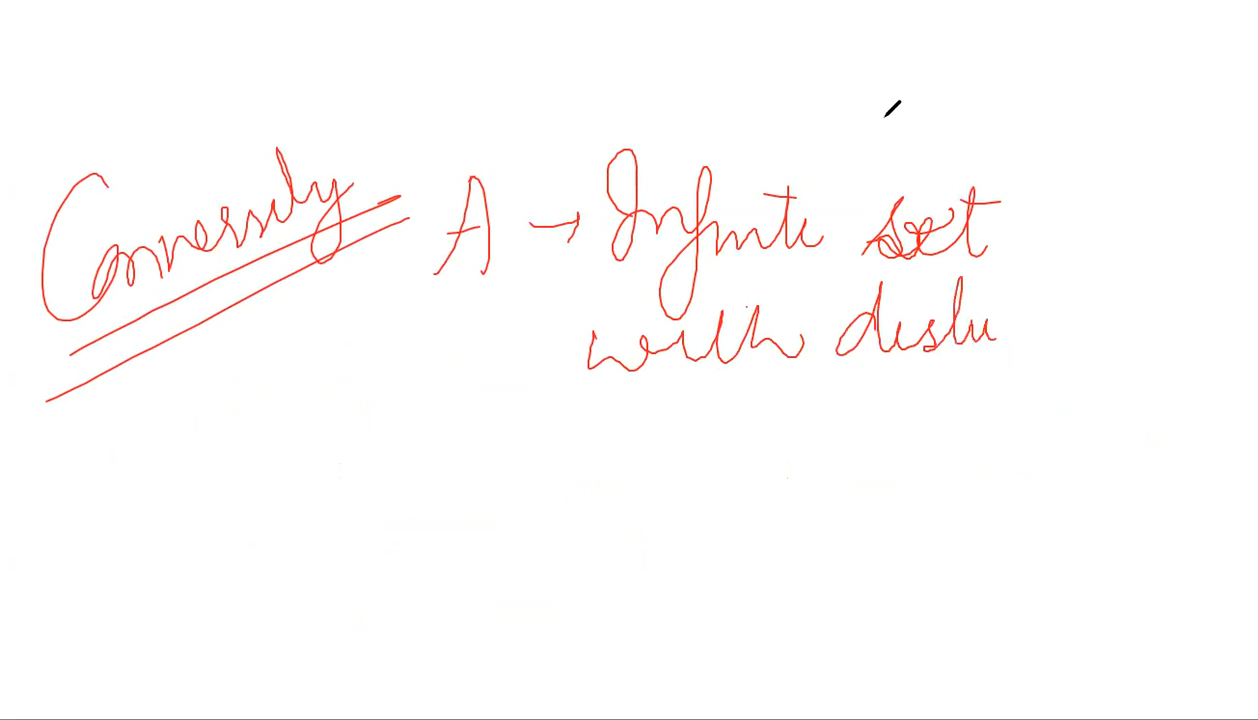 Conversely A → Infinite set
with distu